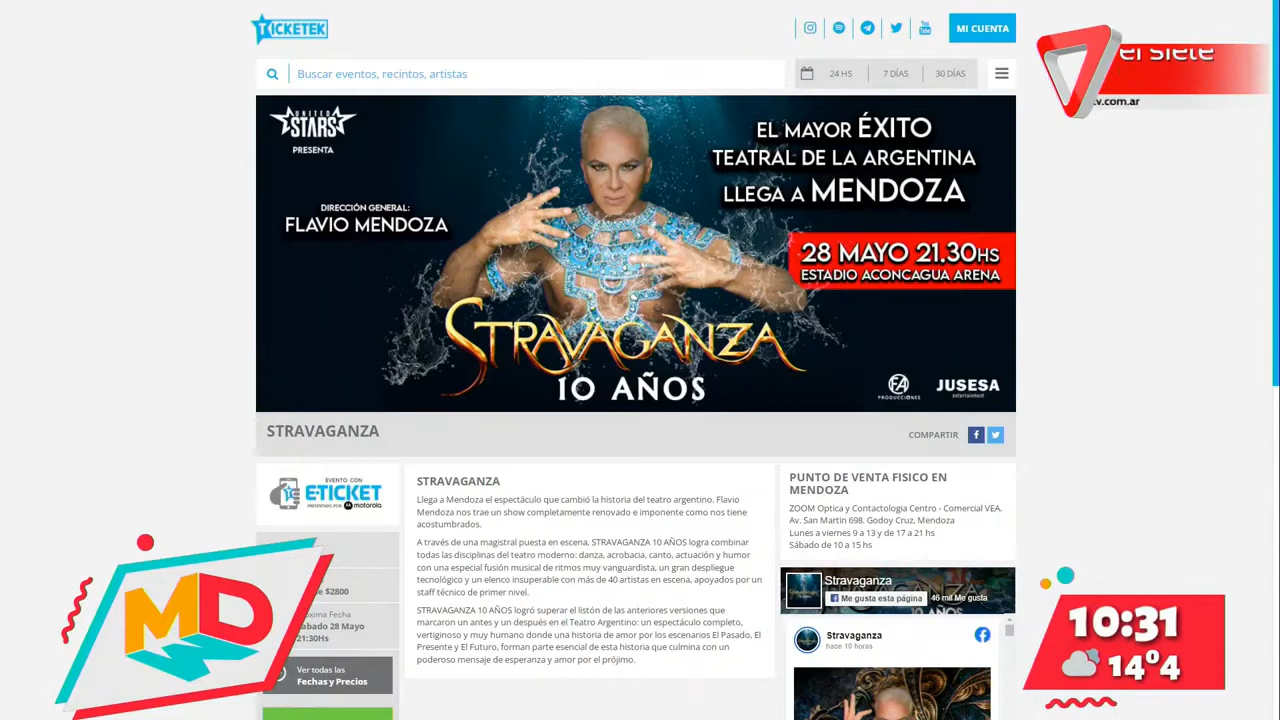 TICKETEK
You
Tube
MI CUENTA
Buscar eventos, recintos, artistas
24 HS
7 DÍAS
30 DÍAS
el siete
tv.com.ar
UNITED
STARS
PRESENTA
DIRECCIÓN GENERAL:
FLAVIO MENDOZA
EL MAYOR ÉXITO
TEATRAL DE LA ARGENTINA
LLEGA A MENDOZA
28 MAYO 21.30HS
ESTADIO ACONCAGUA ARENA
STRAVAGANZA
10 AÑOS
FA
PRODUCCIONES
JUSESA
entertainment
STRAVAGANZA
COMPARTIR
EVENTO CON
E-TICKET
PRESENTADO POR motorola
$2800
xima Fecha
abado 28 Mayo
21:30Hs
Ver todas las
Fechas y Precios
STRAVAGANZA
Llega a Mendoza el espectáculo que cambió la historia del teatro argentino. Flavio
Mendoza nos trae un show completamente renovado e imponente como nos tiene
acostumbrados.
A través de una magistral puesta en escena, STRAVAGANZA 10 AÑOS logra combinar
todas las disciplinas del teatro moderno: danza, acrobacia, canto, actuación y humor
con una especial fusión musical de ritmos muy vanguardista, un gran despliegue
tecnológico y un elenco insuperable con más de 40 artistas en escena, apoyados por un
staff técnico de primer nivel.
STRAVAGANZA 10 AÑOS logró superar el listón de las anteriores versiones que
marcaron un antes y un después en el Teatro Argentino: un espectáculo completo,
vertiginoso y muy humano donde una historia de amor por los escenarios El Pasado, El
Presente y El Futuro, forman parte esencial de esta historia que culmina con un
poderoso mensaje de esperanza y amor por el prójimo.
PUNTO DE VENTA FISICO EN
MENDOZA
ZOOM Optica y Contactologia Centro - Comercial VEA.
Av. San Martin 698. Godoy Cruz, Mendoza
Lunes a viernes 9 a 13 y de 17 a 21 hs
Sábado de 10 a 15 hs
Stravaganza
Me gusta esta página
46 mil Me gusta
Stravaganza
hace 10 horas
MD
10:31
14°4